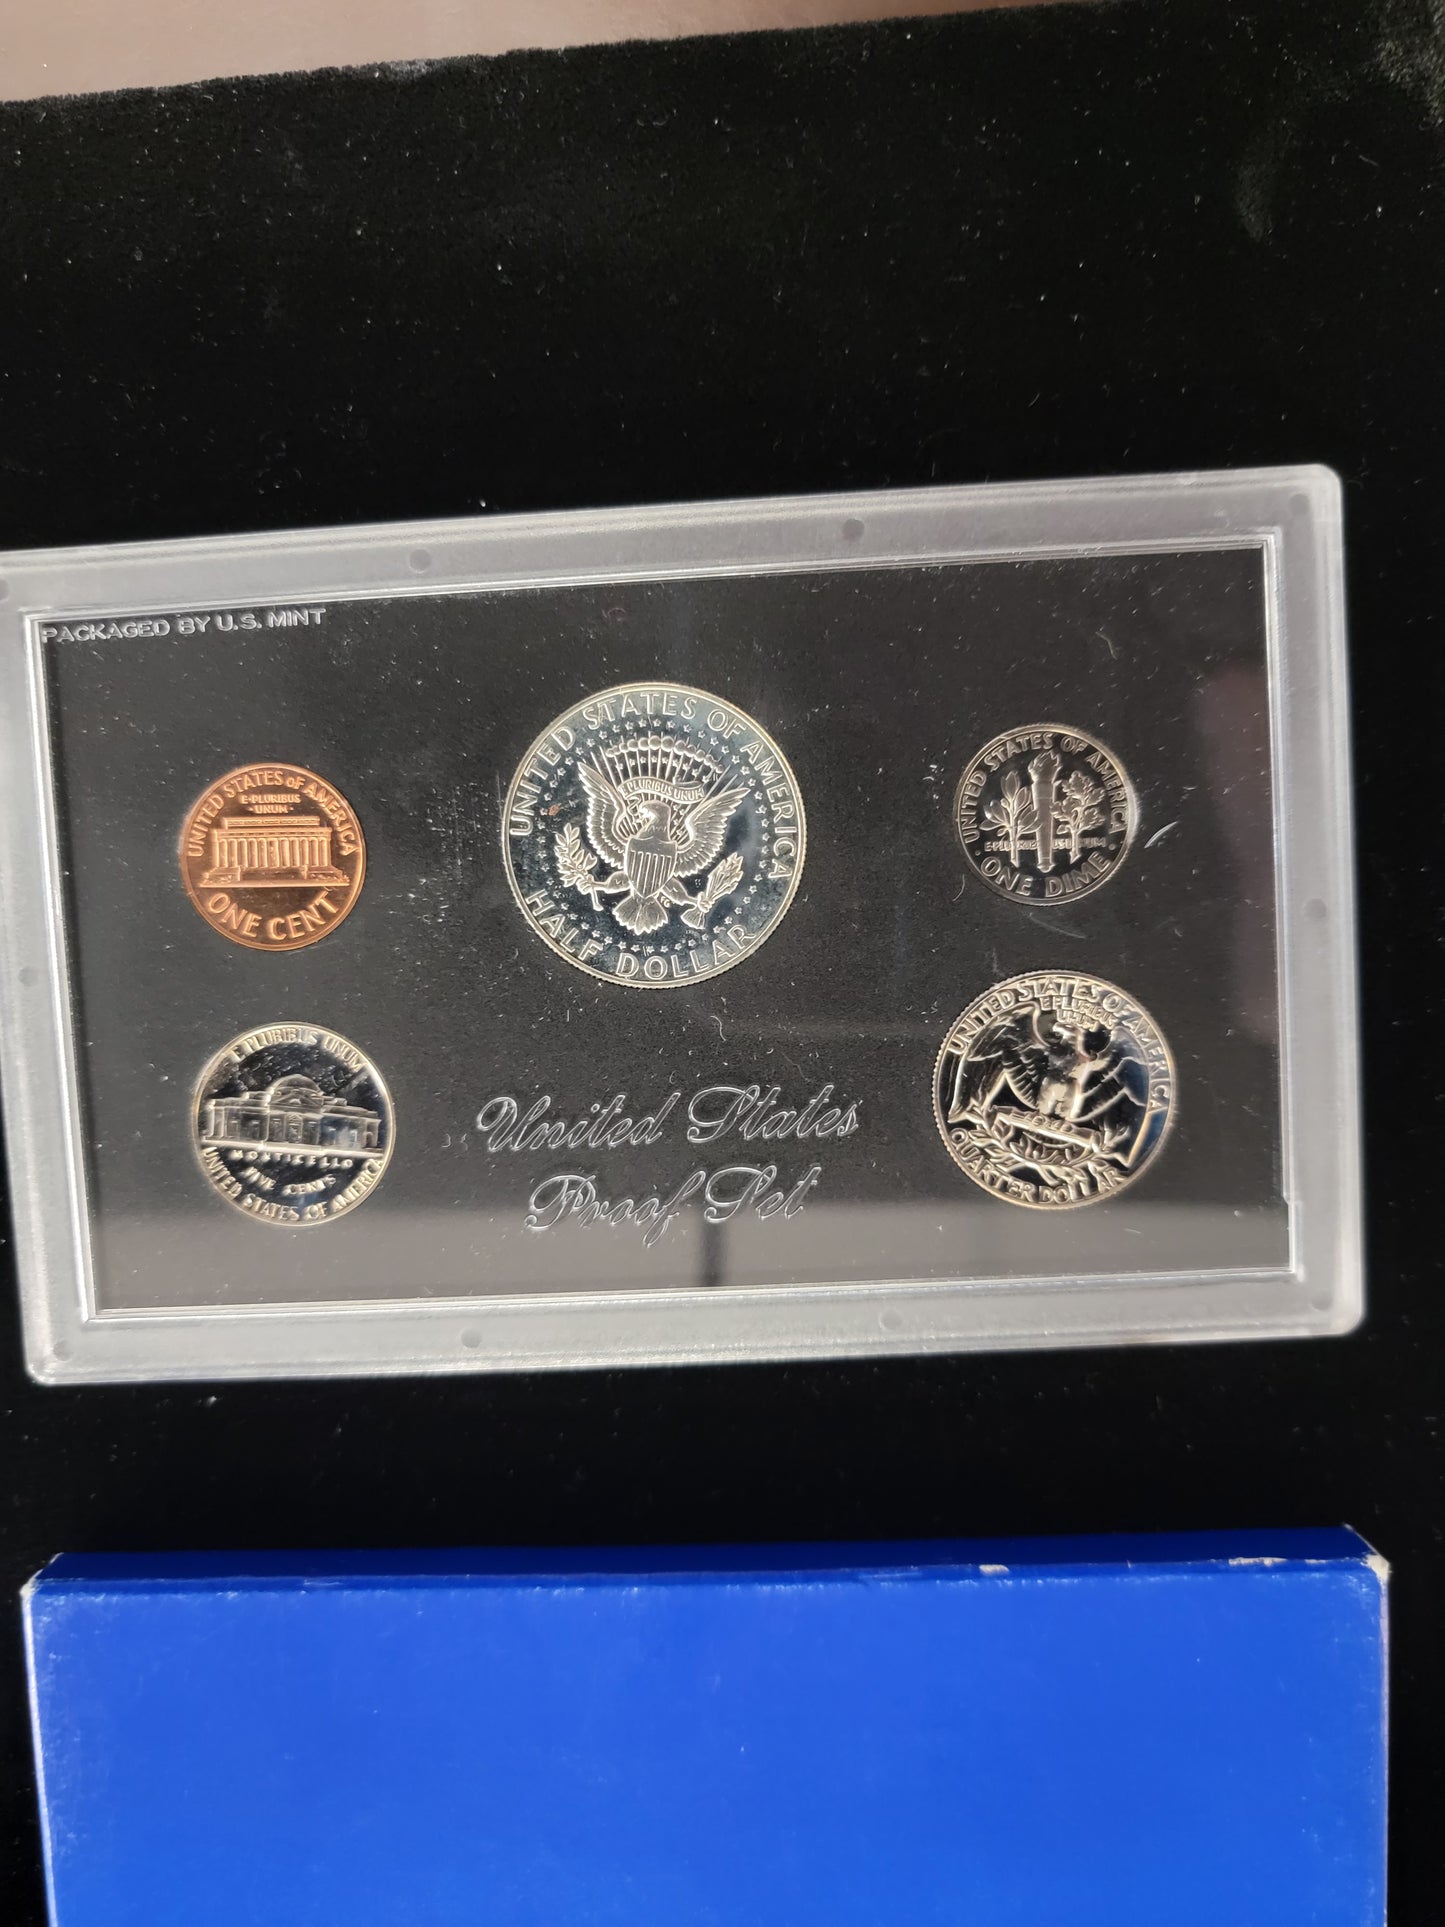 PACKAGED BY U.S. MINT
UNITED STATES OF AMERICA
E·PLURIBUS
·UNUM·
ONE CENT
UNITED STATES OF AMERICA
E PLURIBUS UNUM
HALF DOLLAR
UNITED STATES OF AMERICA
E PLURIBUS UNUM
· ONE DIME ·
E PLURIBUS UNUM
MONTICELLO
FIVE CENTS
UNITED STATES OF AMERICA
United States
Proof Set
UNITED STATES OF AMERICA
E PLURIBUS
UNUM
QUARTER DOLLAR